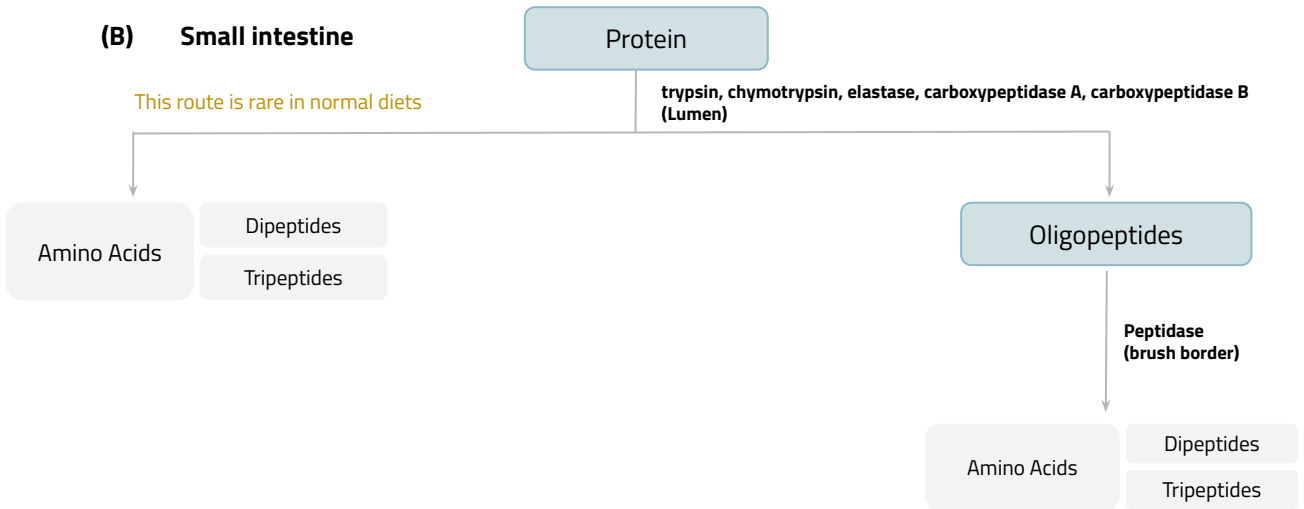 (B) Small intestine
Protein
This route is rare in normal diets
trypsin, chymotrypsin, elastase, carboxypeptidase A, carboxypeptidase B
(Lumen)
Amino Acids
Dipeptides
Tripeptides
Oligopeptides
Peptidase
(brush border)
Amino Acids
Dipeptides
Tripeptides